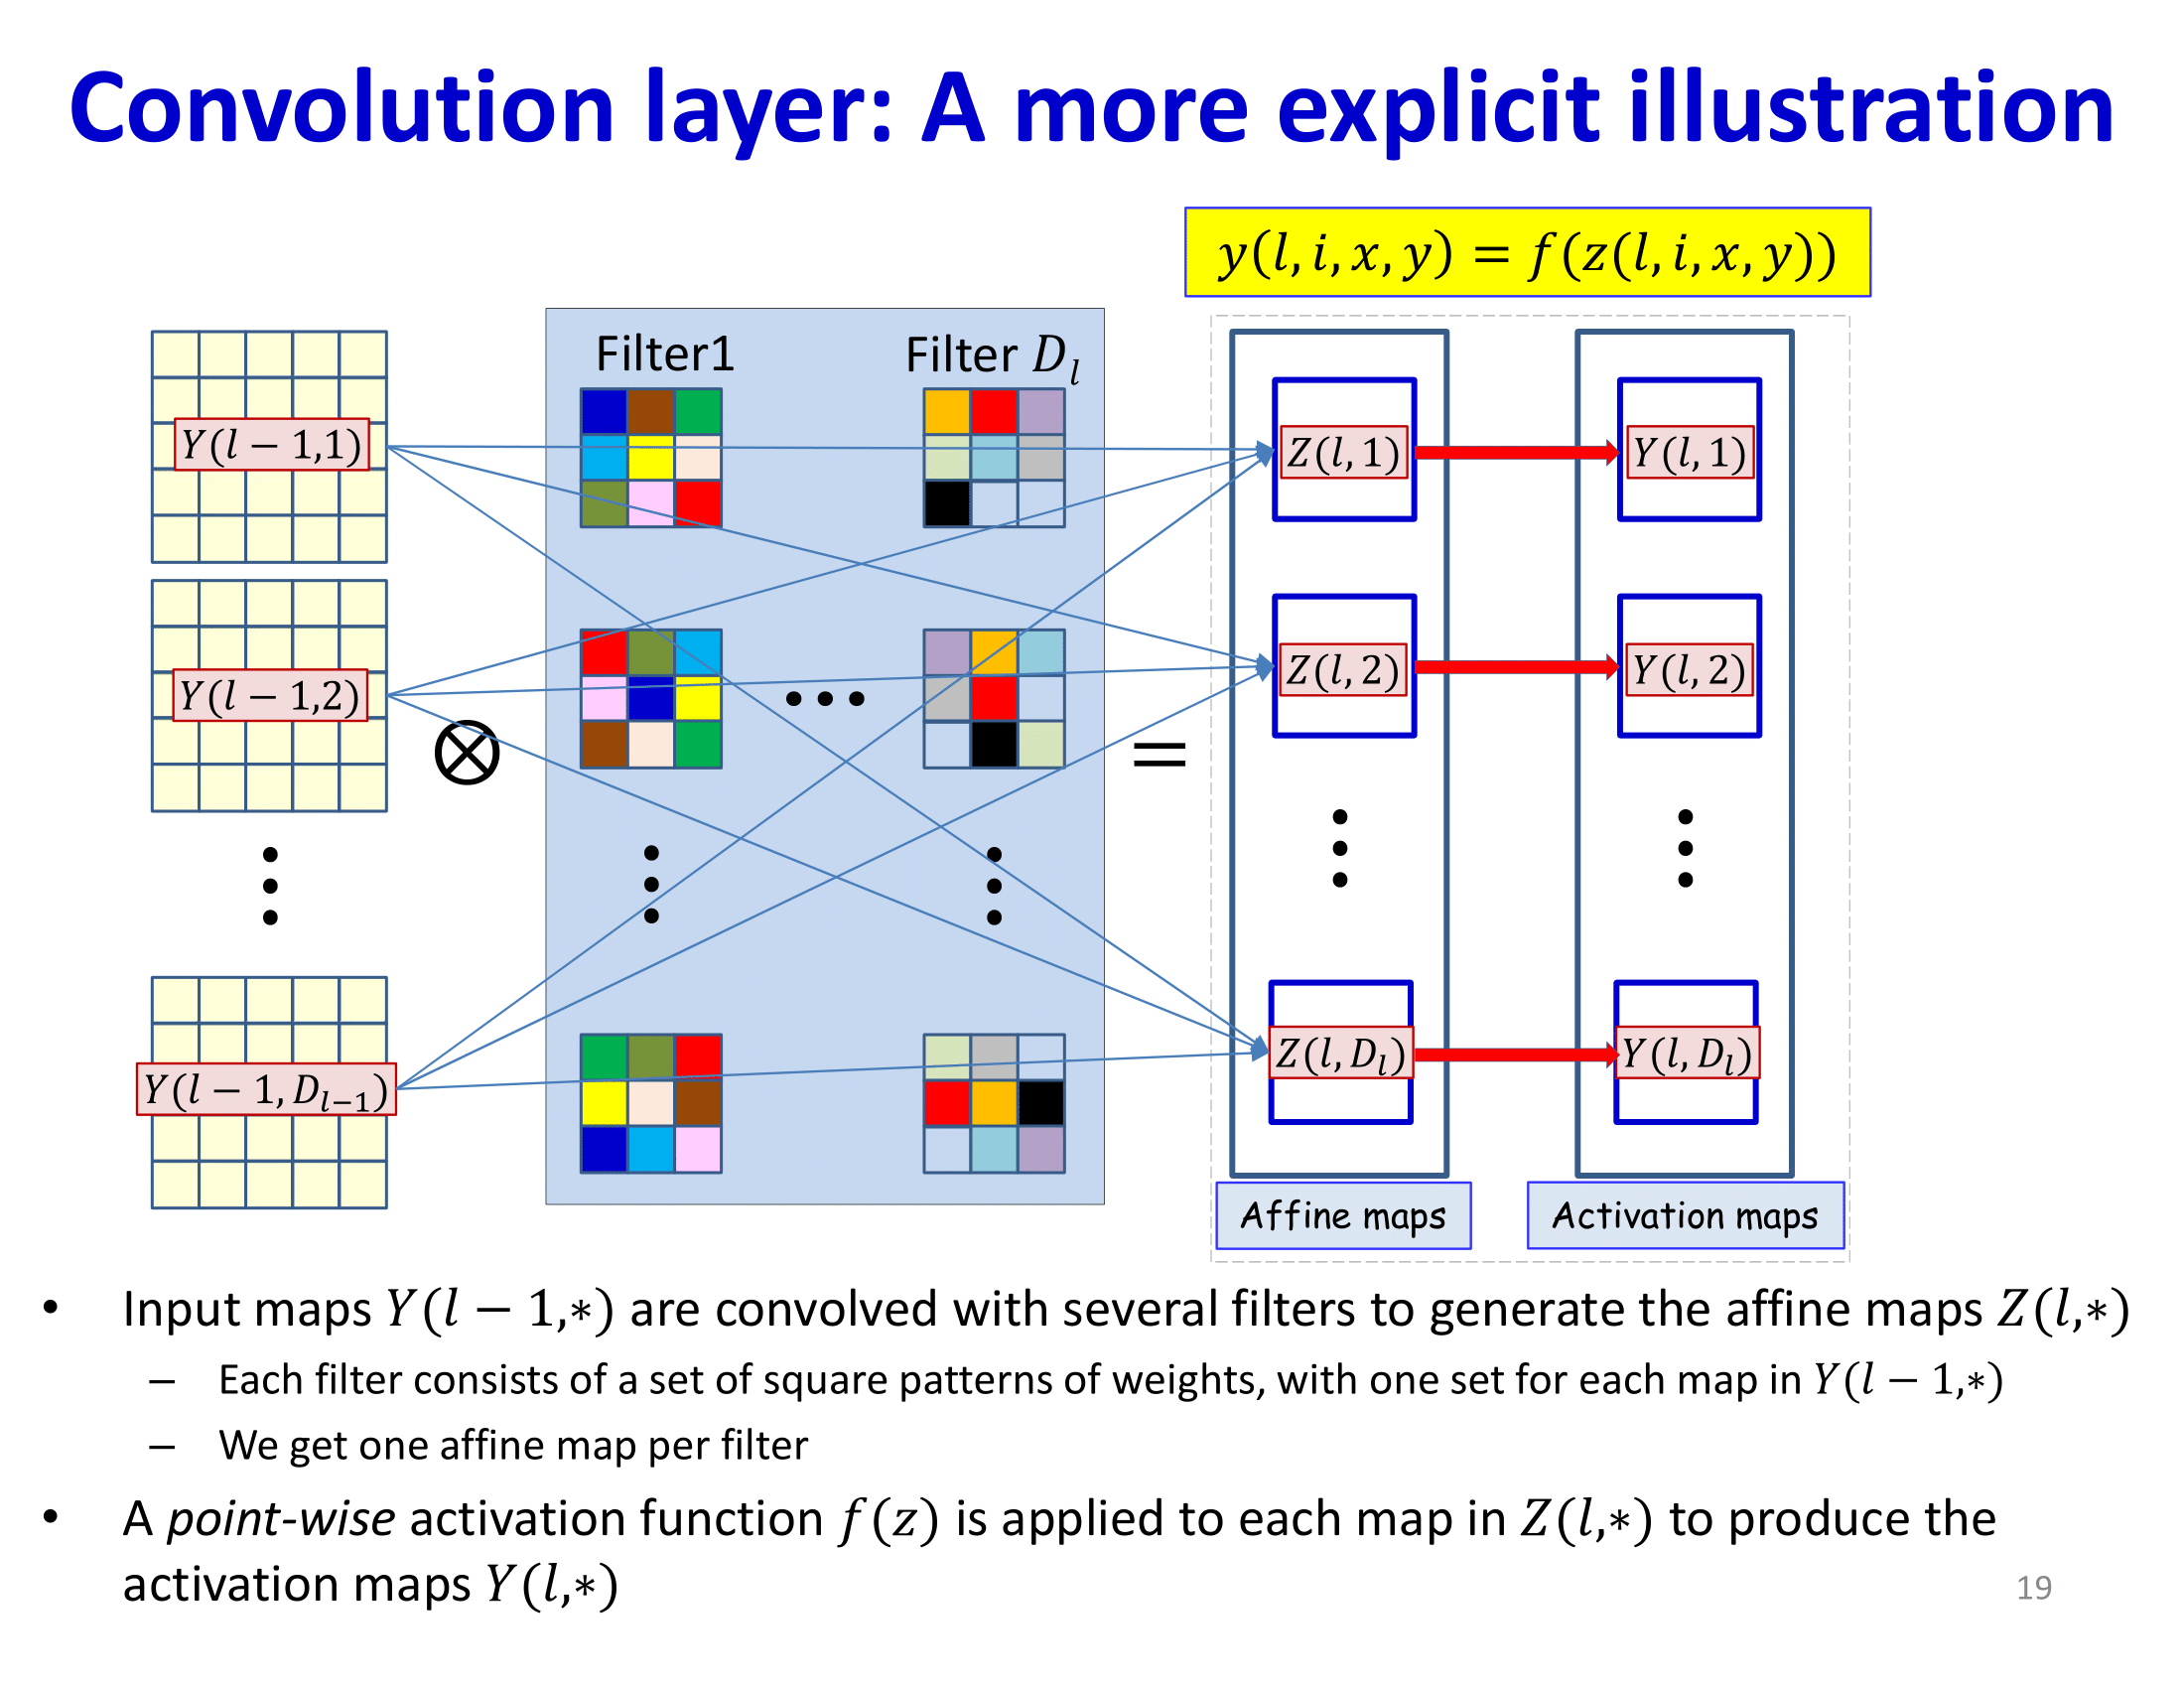 Convolution layer: A more explicit illustration
y(l, i, x, y) = f(z(l, i, x, y))
Filter1
Filter D_l
Y(l − 1,1)
Z(l, 1)
Y(l, 1)
Y(l − 1,2)
⊗
=
Z(l, 2)
Y(l, 2)
Y(l − 1, D_{l−1})
Z(l, D_l)
Y(l, D_l)
Affine maps
Activation maps
• Input maps Y(l − 1,∗) are convolved with several filters to generate the affine maps Z(l,∗)
– Each filter consists of a set of square patterns of weights, with one set for each map in Y(l − 1,∗)
– We get one affine map per filter
• A point-wise activation function f(z) is applied to each map in Z(l,∗) to produce the
activation maps Y(l,∗)
19